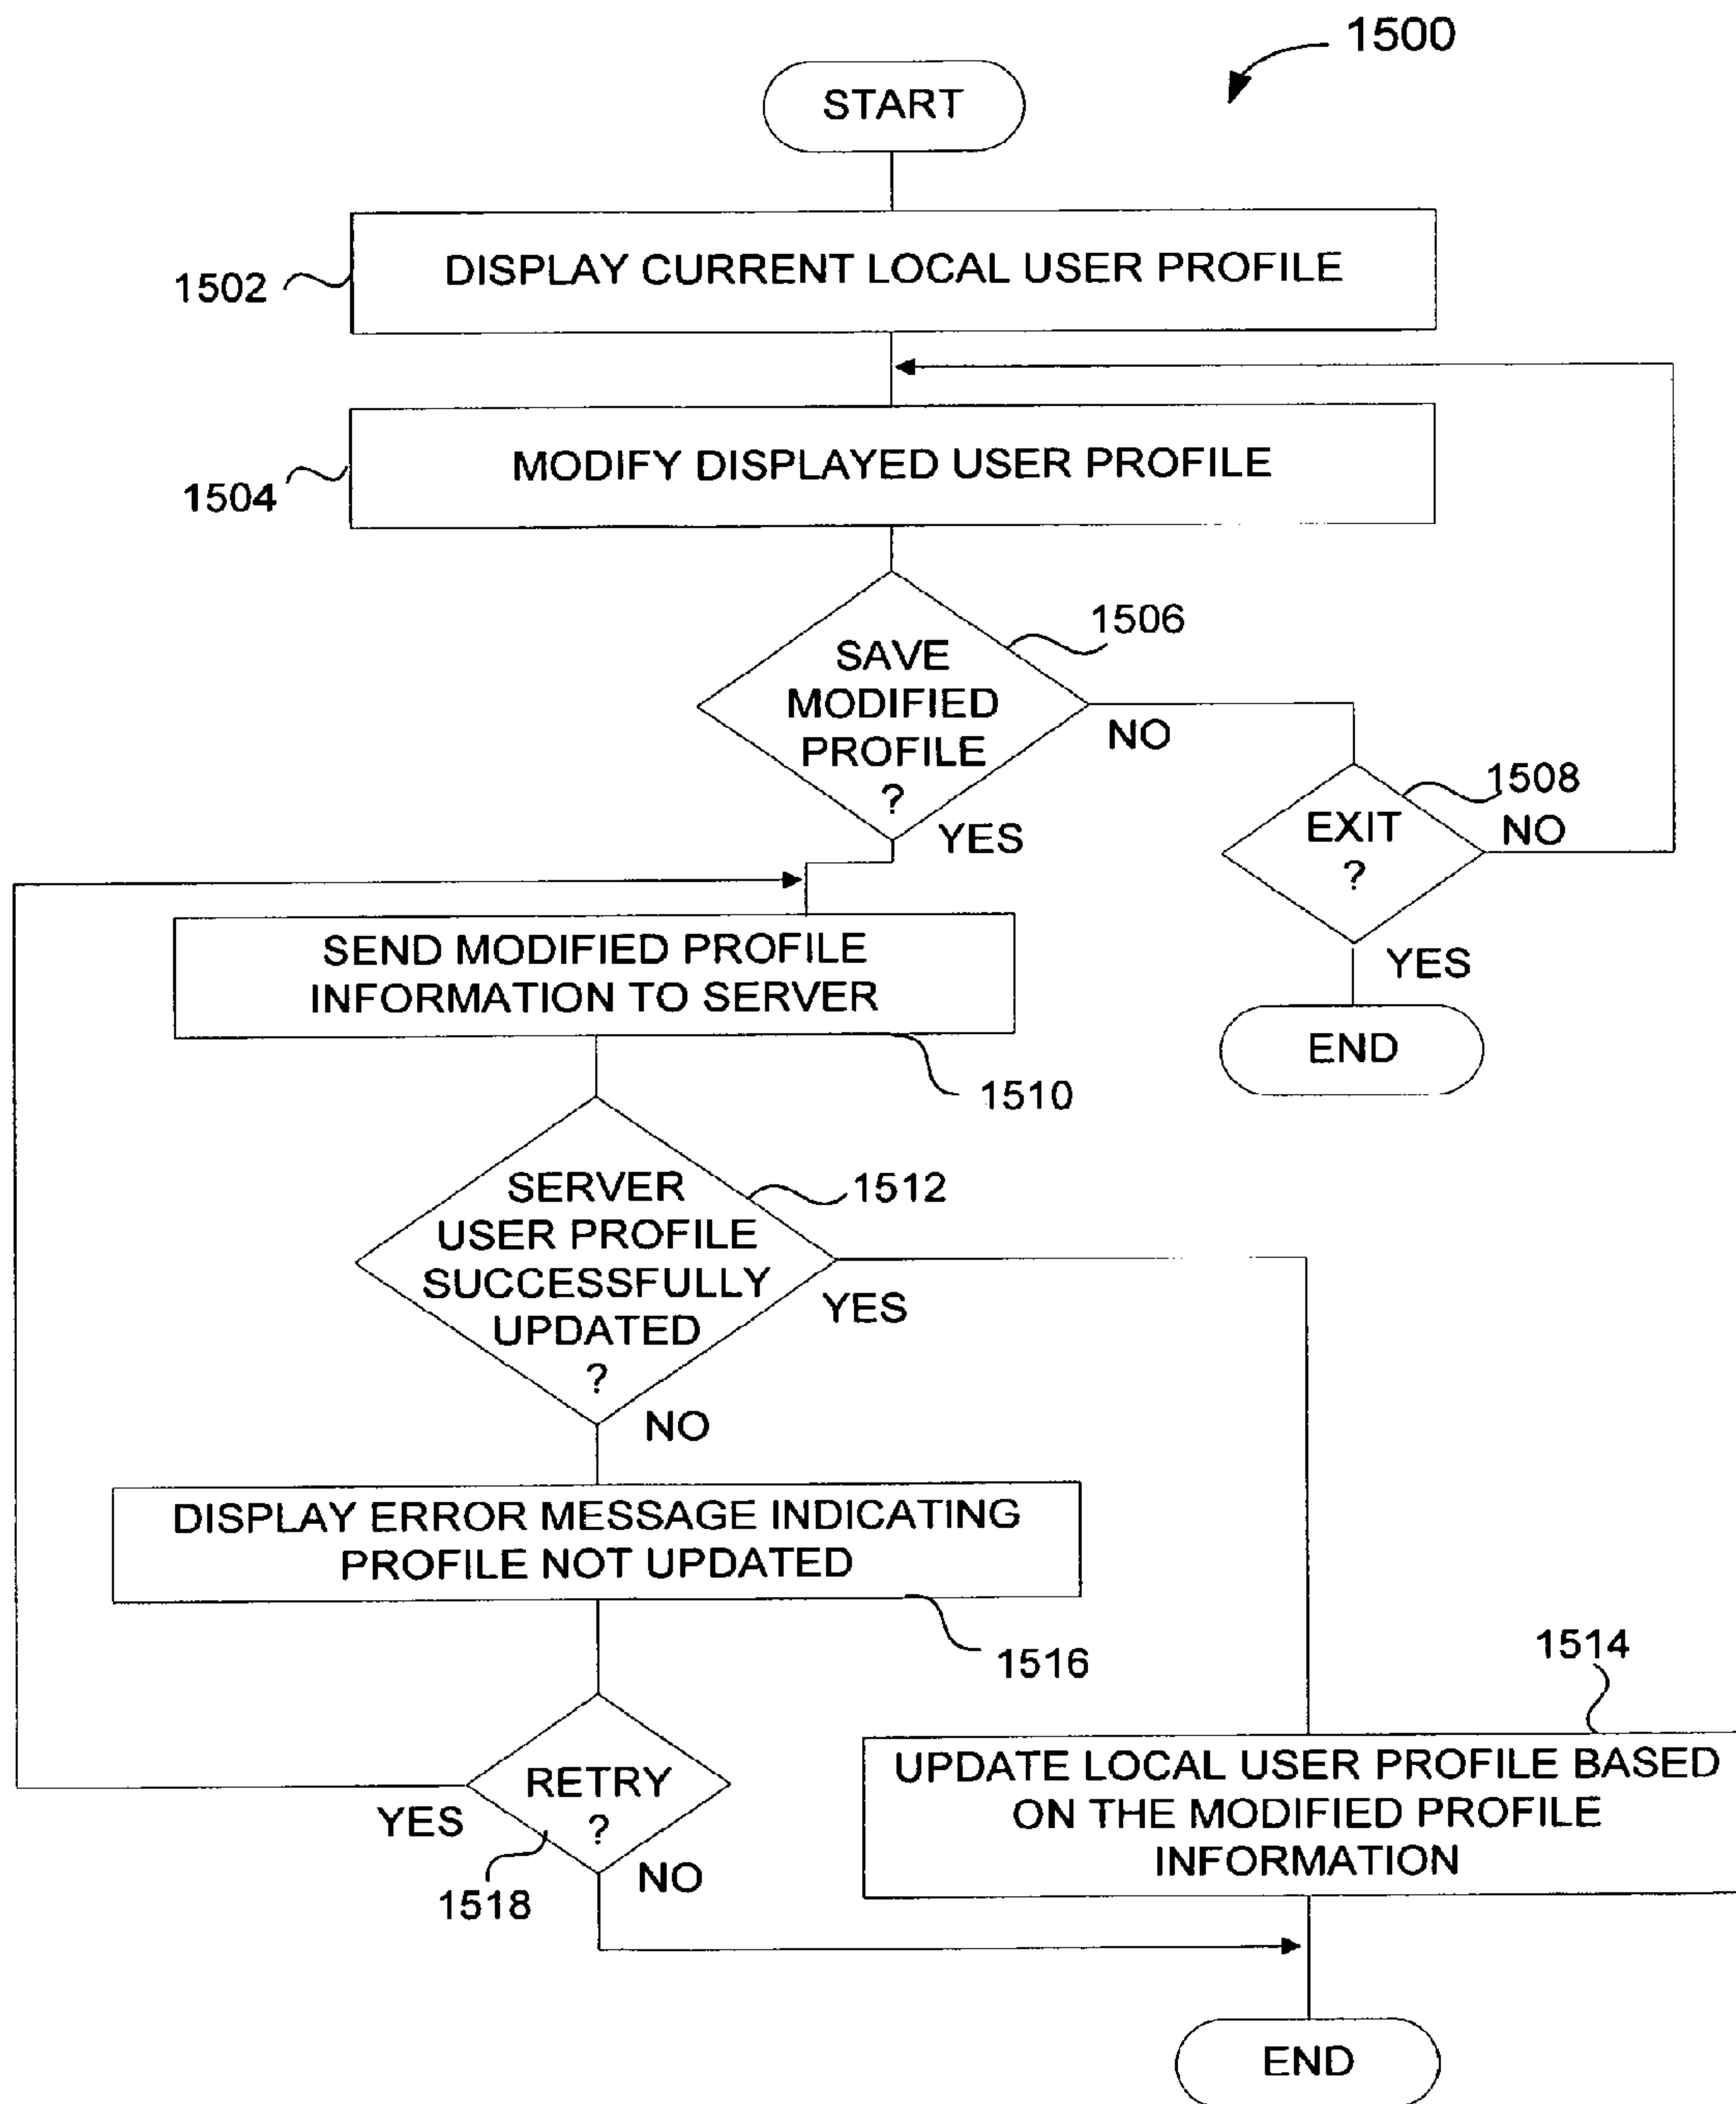 1500
START
DISPLAY CURRENT LOCAL USER PROFILE
1502
MODIFY DISPLAYED USER PROFILE
1504
1506
SAVE
MODIFIED
PROFILE
?
NO
YES
1508
EXIT
?
NO
YES
END
SEND MODIFIED PROFILE
INFORMATION TO SERVER
1510
1512
SERVER
USER PROFILE
SUCCESSFULLY
UPDATED
?
YES
NO
DISPLAY ERROR MESSAGE INDICATING
PROFILE NOT UPDATED
1516
1514
UPDATE LOCAL USER PROFILE BASED
ON THE MODIFIED PROFILE
INFORMATION
RETRY
?
YES
NO
1518
END